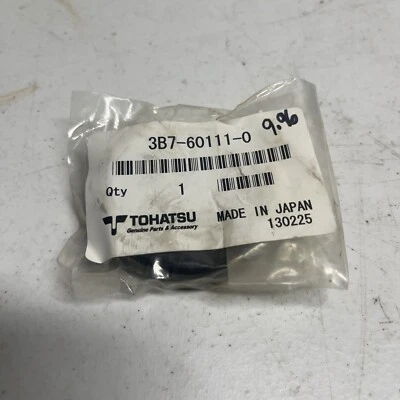 3B7-60111-0
9.96
Qty 1
TOHATSU
Genuine Parts & Accessory
MADE IN JAPAN
130225